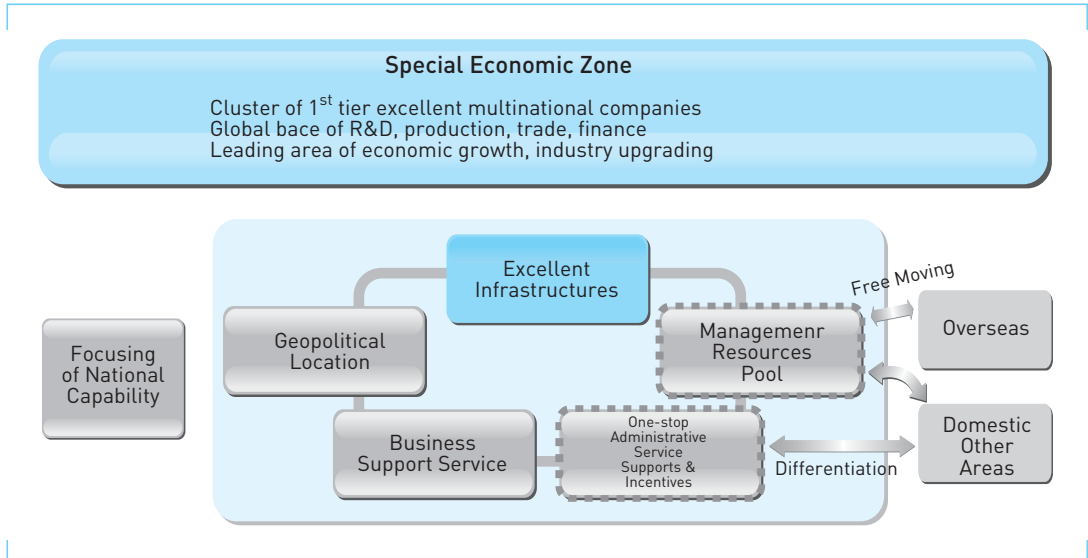 Special Economic Zone
Cluster of 1st tier excellent multinational companies
Global bace of R&D, production, trade, finance
Leading area of economic growth, industry upgrading
Focusing
of National
Capability
Excellent
Infrastructures
Geopolitical
Location
Managemenr
Resources
Pool
Business
Support Service
One-stop
Administrative
Service
Supports &
Incentives
Free Moving
Overseas
Differentiation
Domestic
Other
Areas